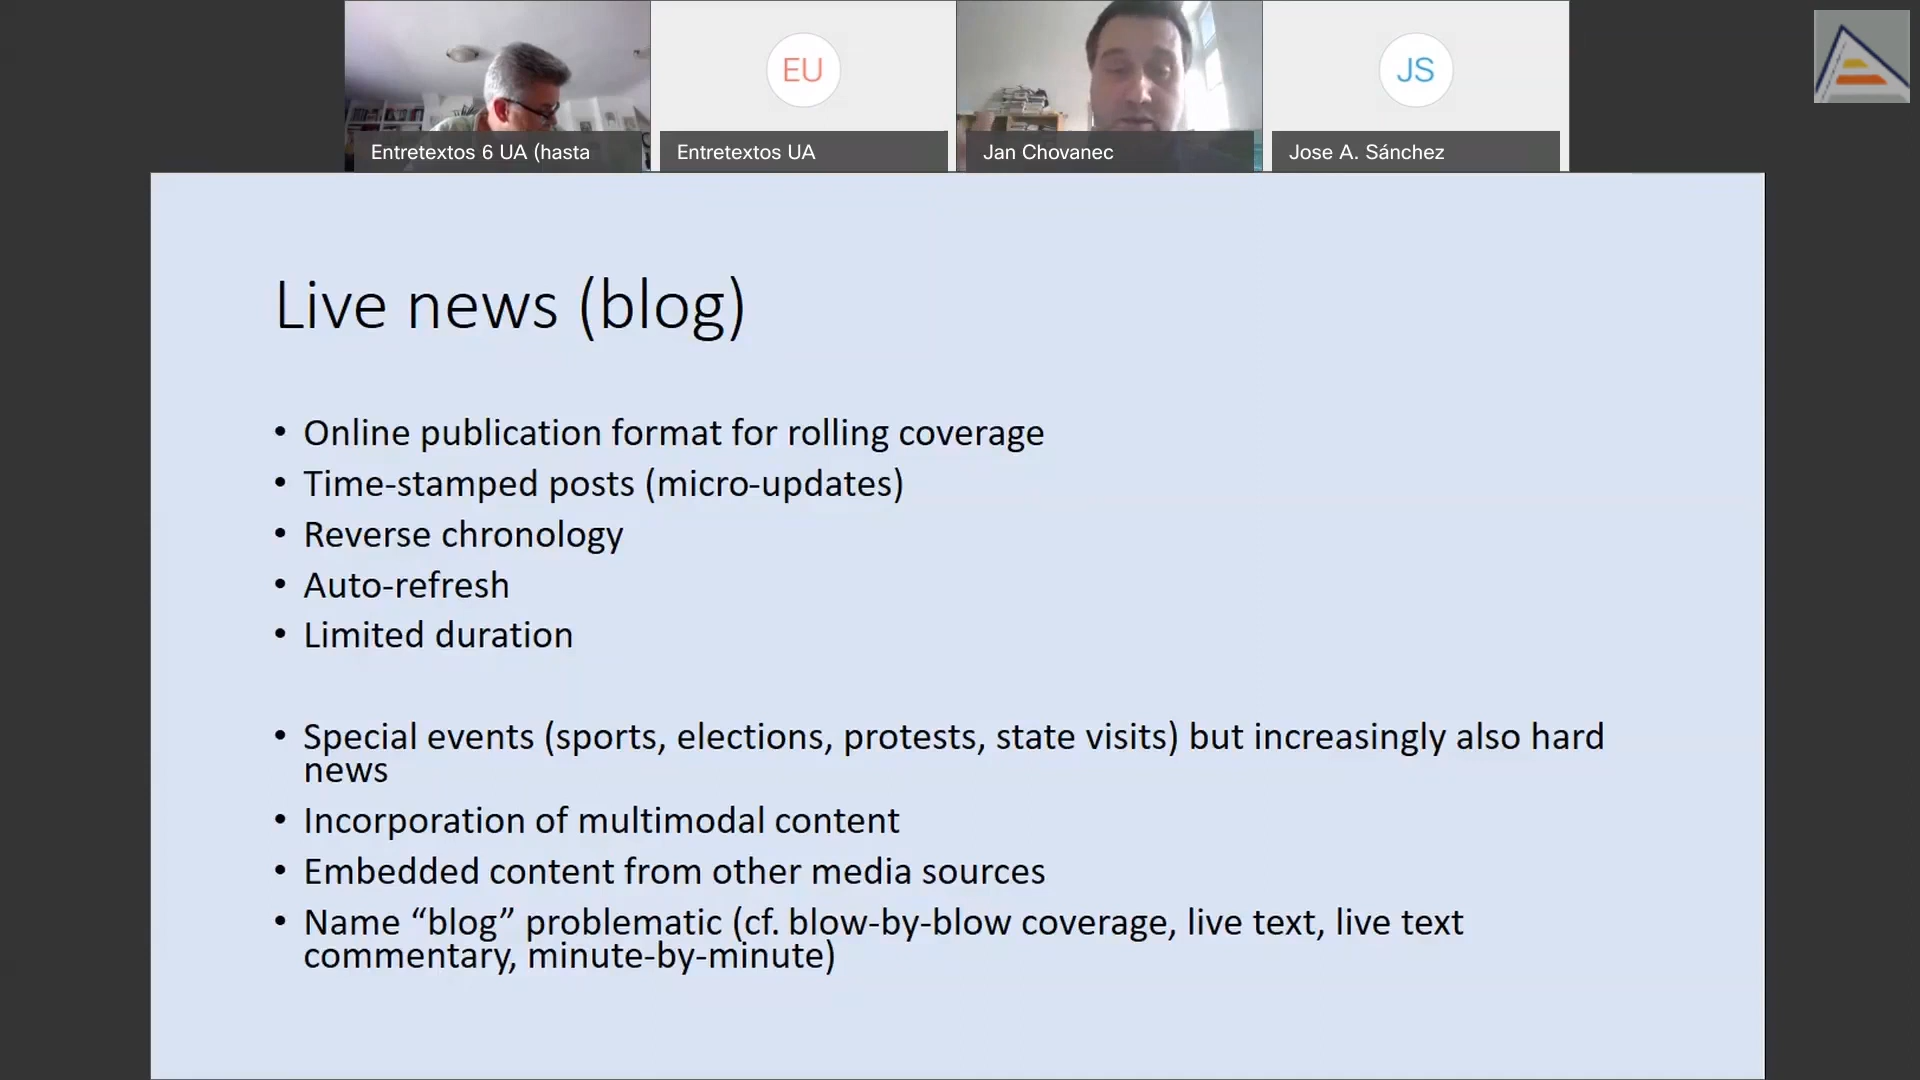 EU
JS
Entretextos 6 UA (hasta
Entretextos UA
Jan Chovanec
Jose A. Sánchez
Live news (blog)
• Online publication format for rolling coverage
• Time-stamped posts (micro-updates)
• Reverse chronology
• Auto-refresh
• Limited duration
• Special events (sports, elections, protests, state visits) but increasingly also hard
news
• Incorporation of multimodal content
• Embedded content from other media sources
• Name “blog” problematic (cf. blow-by-blow coverage, live text, live text
commentary, minute-by-minute)